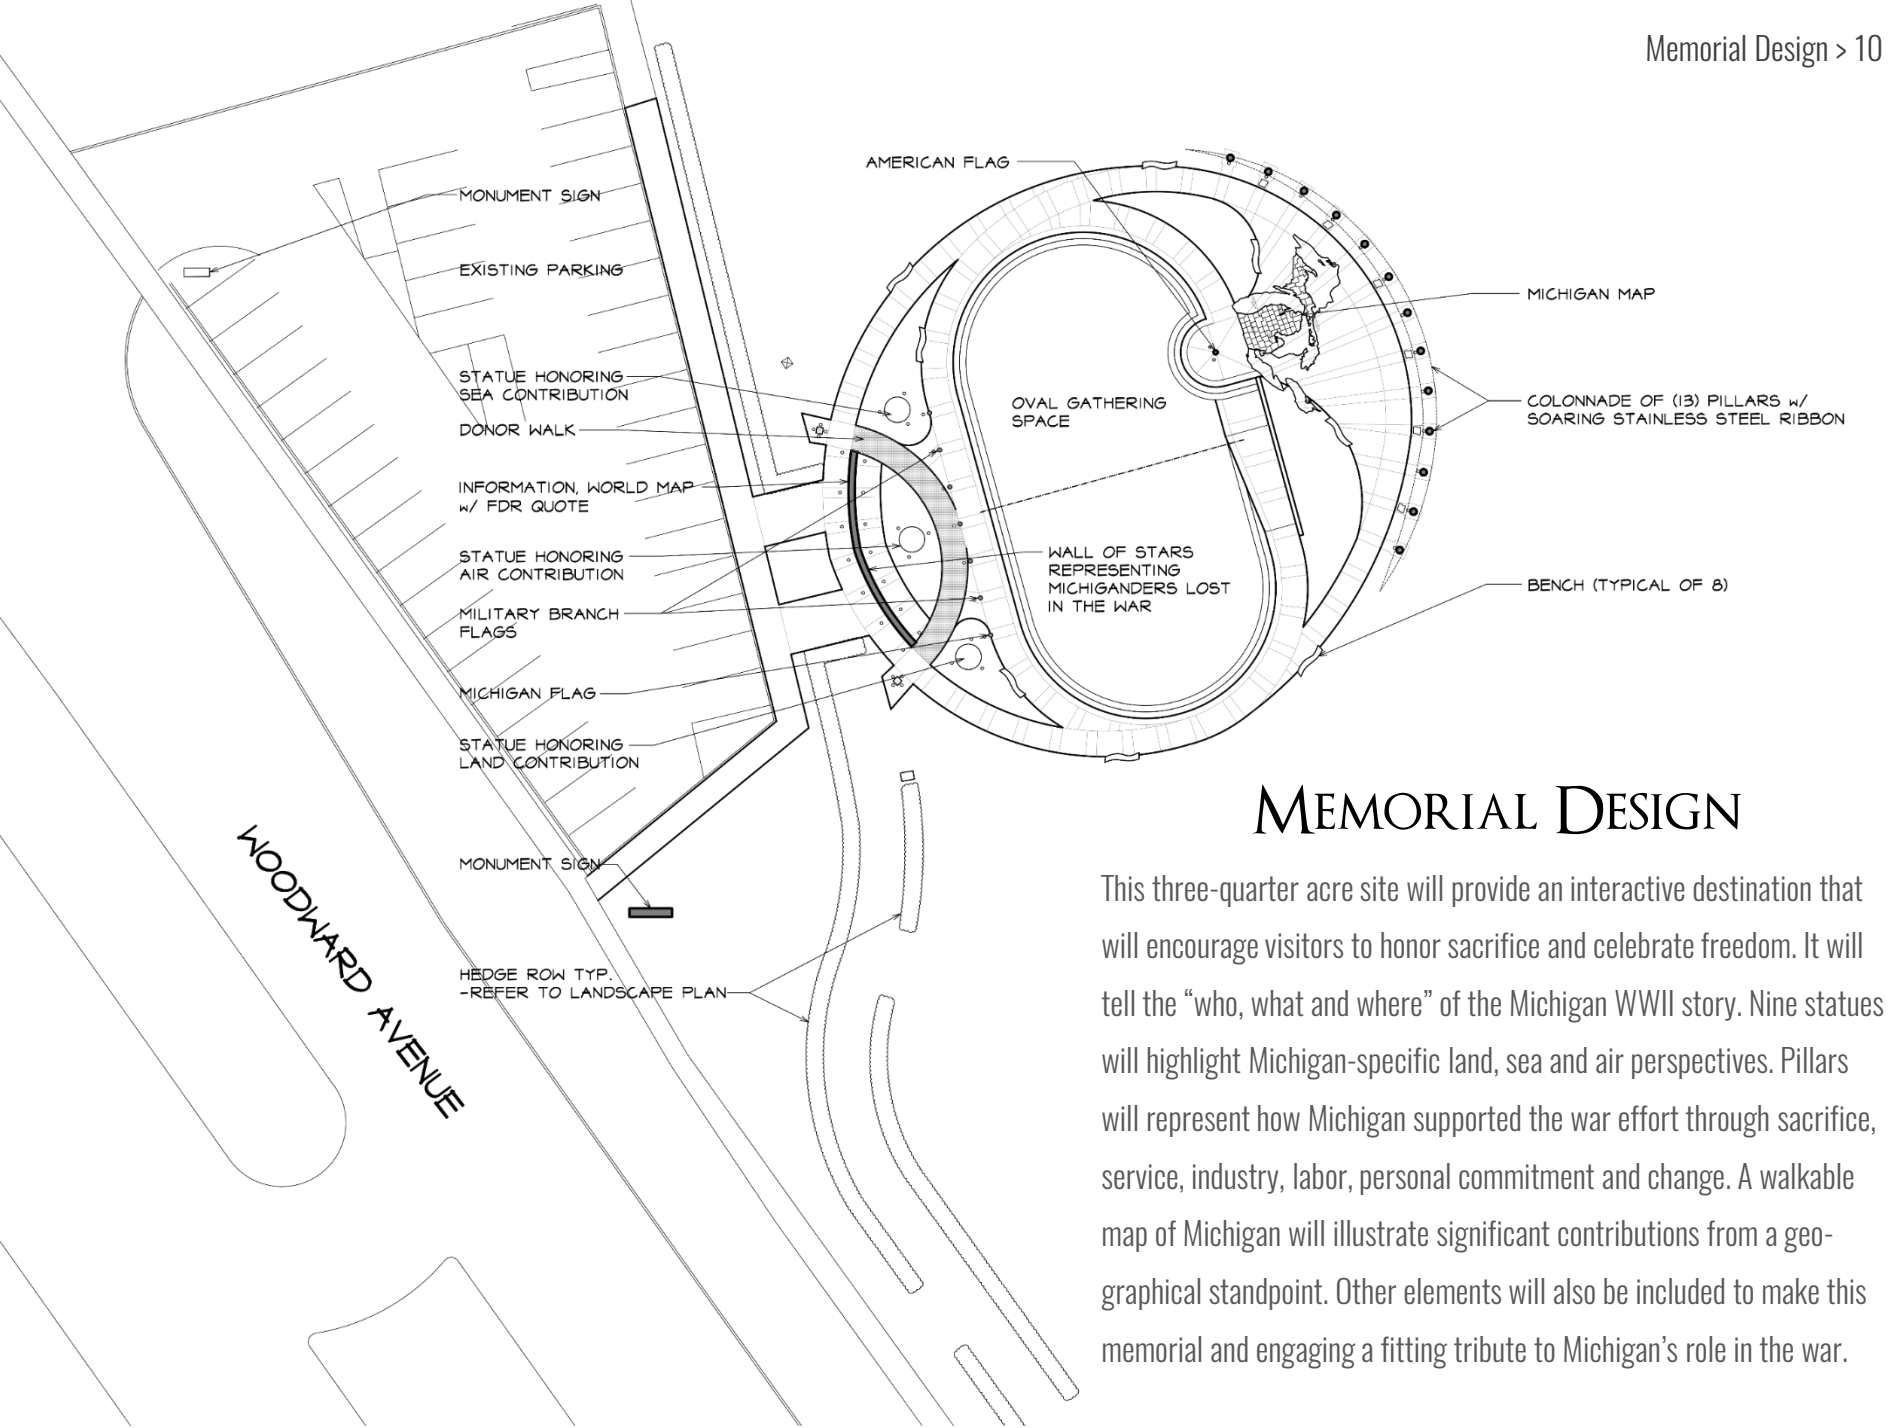 Memorial Design > 10
AMERICAN FLAG
MONUMENT SIGN
EXISTING PARKING
STATUE HONORING
SEA CONTRIBUTION
DONOR WALK
INFORMATION, WORLD MAP
w/ FDR QUOTE
STATUE HONORING
AIR CONTRIBUTION
MILITARY BRANCH
FLAGS
MICHIGAN FLAG
STATUE HONORING
LAND CONTRIBUTION
MONUMENT SIGN
HEDGE ROW TYP.
-REFER TO LANDSCAPE PLAN
WOODWARD AVENUE
OVAL GATHERING
SPACE
WALL OF STARS
REPRESENTING
MICHIGANDERS LOST
IN THE WAR
MICHIGAN MAP
COLONNADE OF (13) PILLARS w/
SOARING STAINLESS STEEL RIBBON
BENCH (TYPICAL OF 8)
MEMORIAL DESIGN
This three-quarter acre site will provide an interactive destination that
will encourage visitors to honor sacrifice and celebrate freedom. It will
tell the “who, what and where” of the Michigan WWII story. Nine statues
will highlight Michigan-specific land, sea and air perspectives. Pillars
will represent how Michigan supported the war effort through sacrifice,
service, industry, labor, personal commitment and change. A walkable
map of Michigan will illustrate significant contributions from a geo-
graphical standpoint. Other elements will also be included to make this
memorial and engaging a fitting tribute to Michigan’s role in the war.